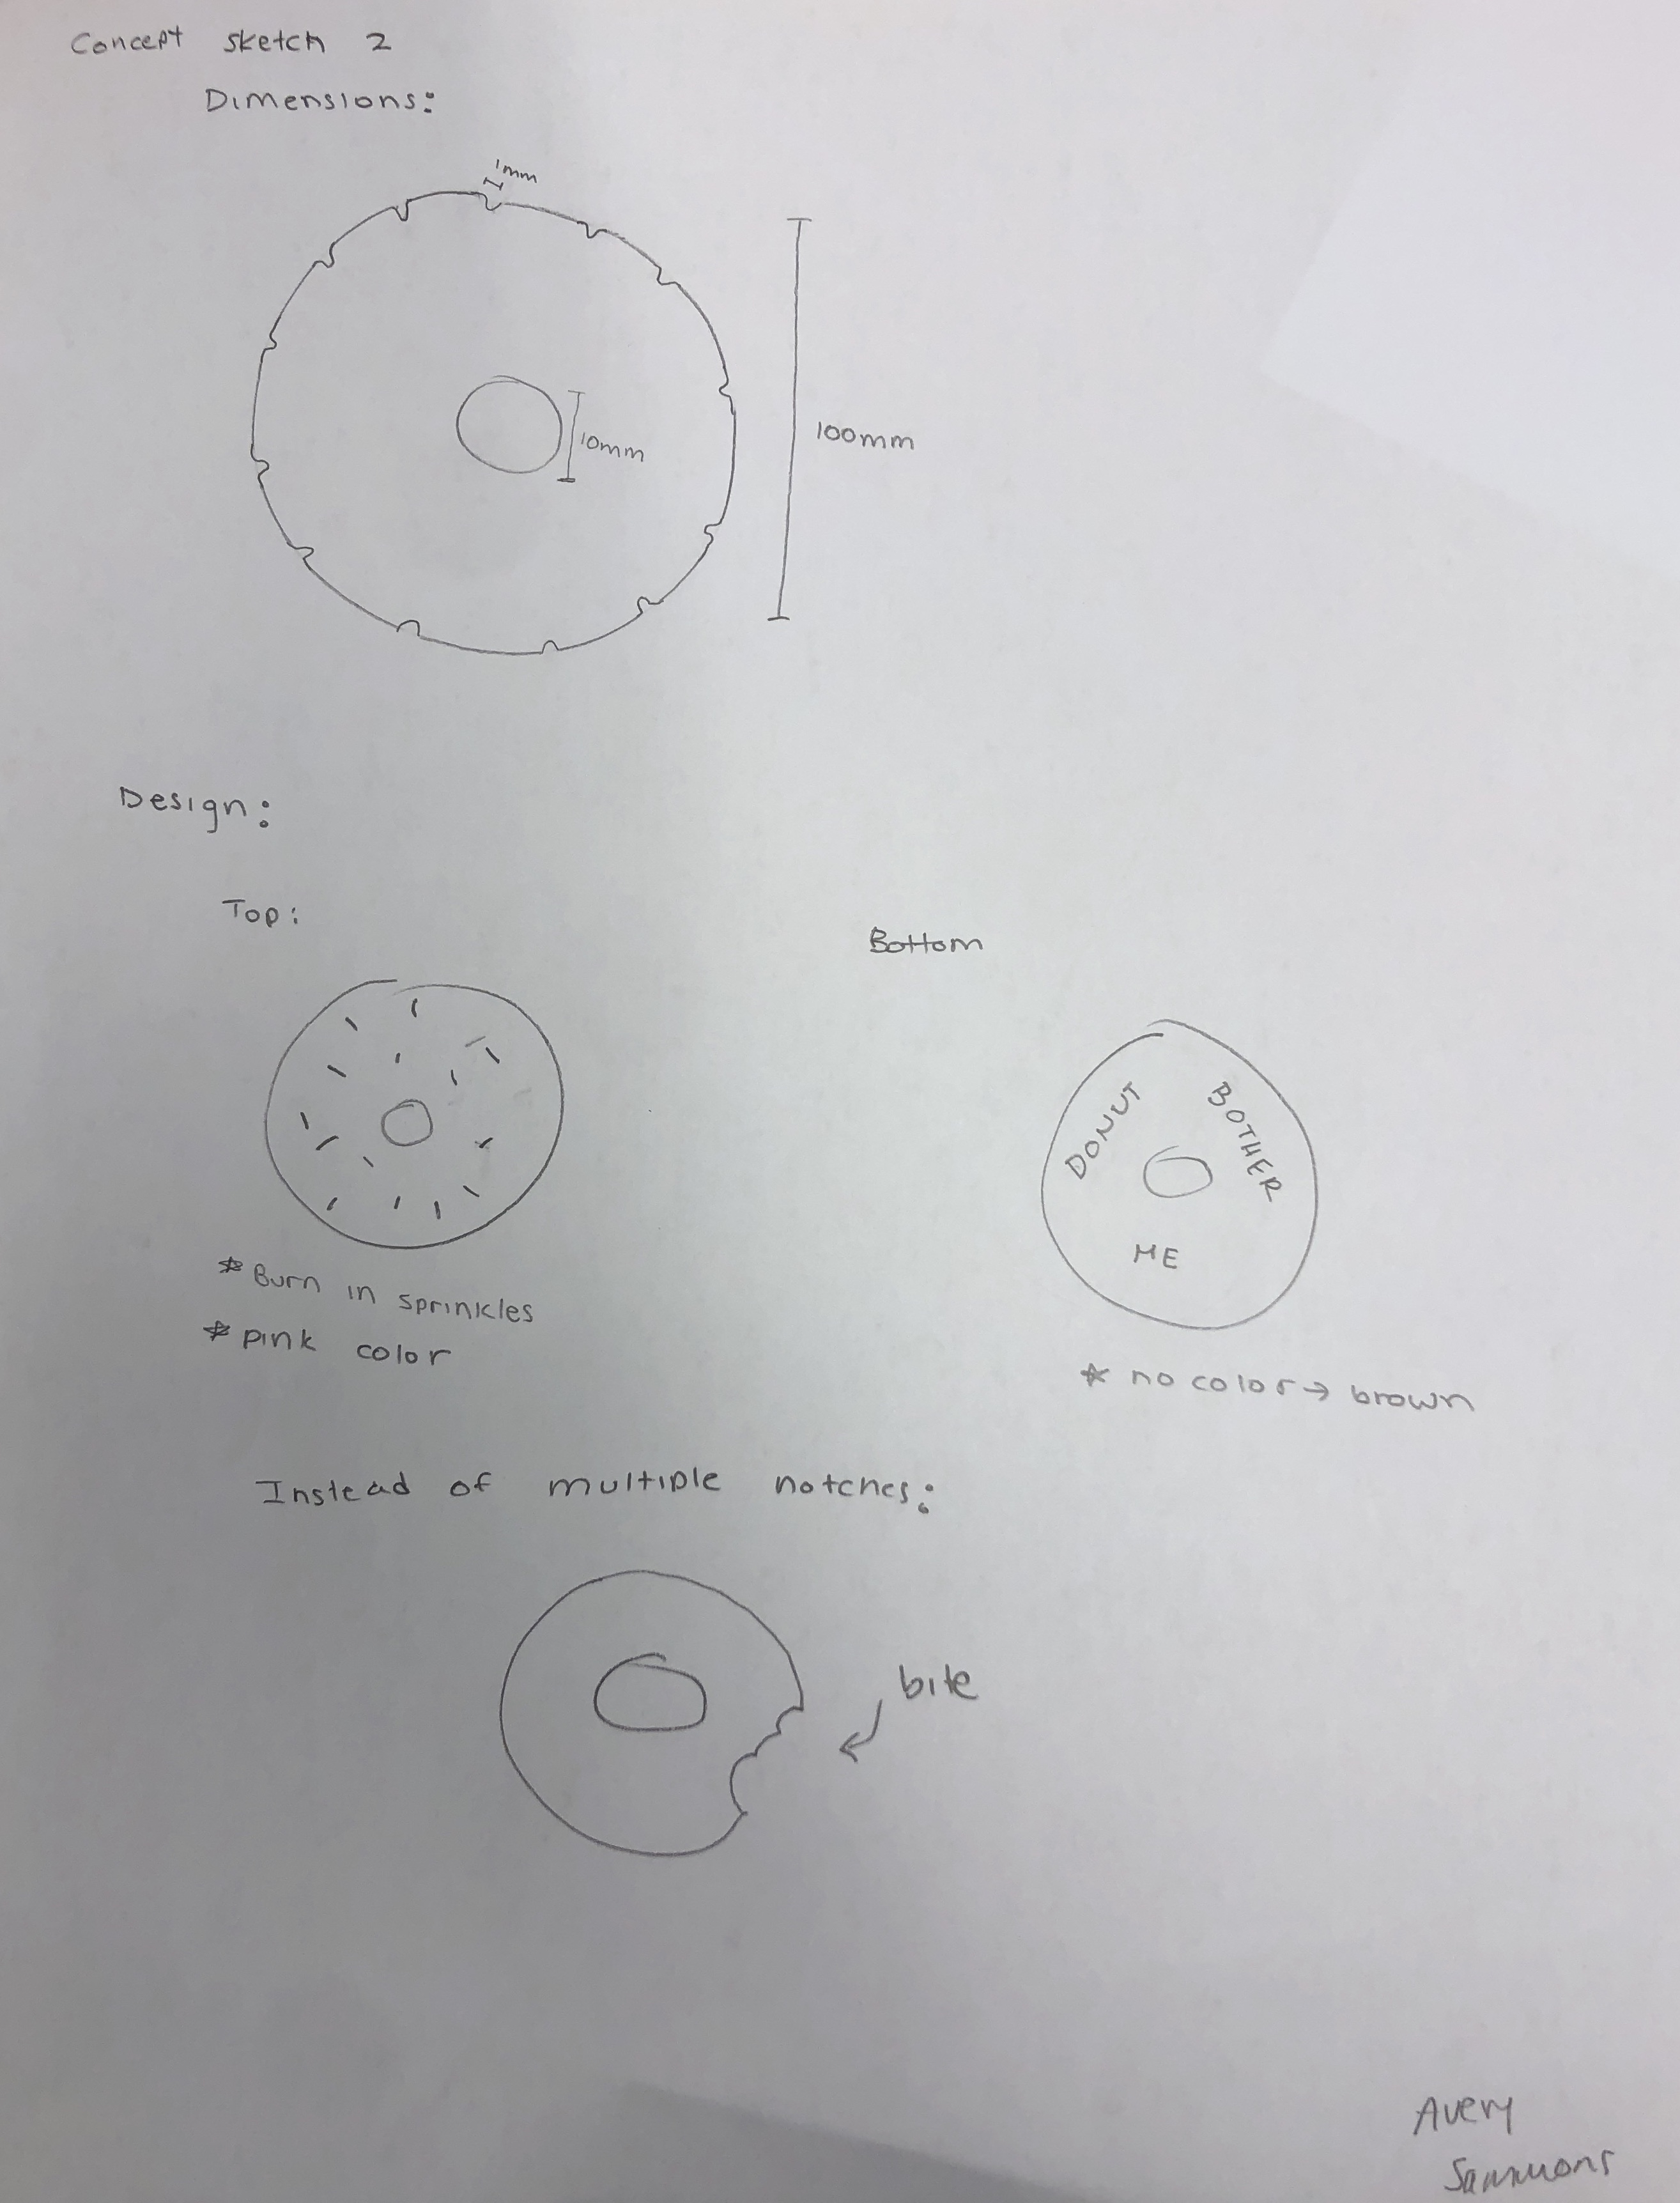 Concept sketch 2
Dimensions:
1mm
10mm
100mm
Design:
Top:
Bottom
DONUT
BOTHER
ME
* Burn in sprinkles
* pink color
* no color → brown
Instead of multiple notches:
bite
Avery
Sammons